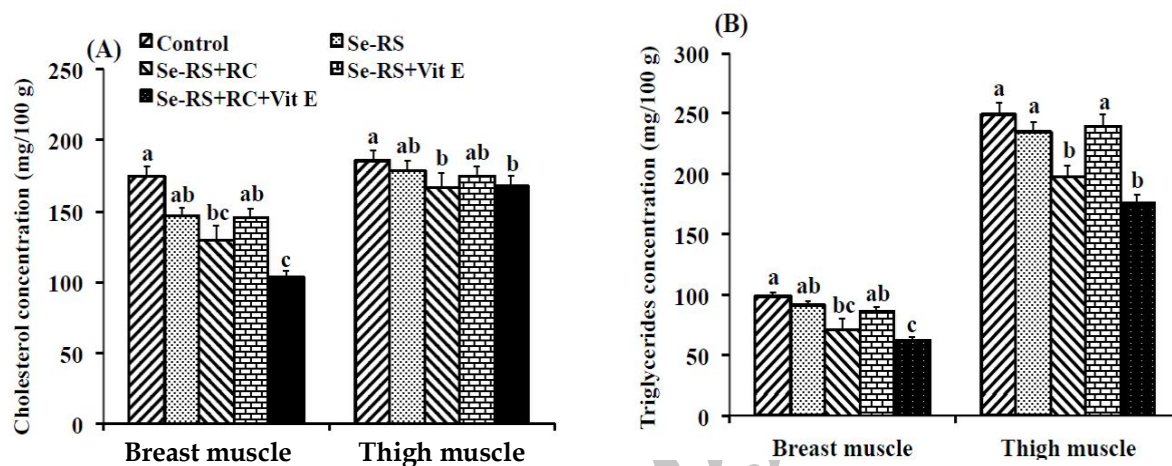 (A)
Control Se-RS
Se-RS+RC Se-RS+Vit E
Se-RS+RC+Vit E
Cholesterol concentration (mg/100 g)
250
200
150
100
50
0
a ab bc ab c
a ab b ab b
Breast muscle Thigh muscle
(B)
Triglycerides concentration (mg/100 g)
300
250
200
150
100
50
0
a ab bc ab c
a a b a b
Breast muscle Thigh muscle